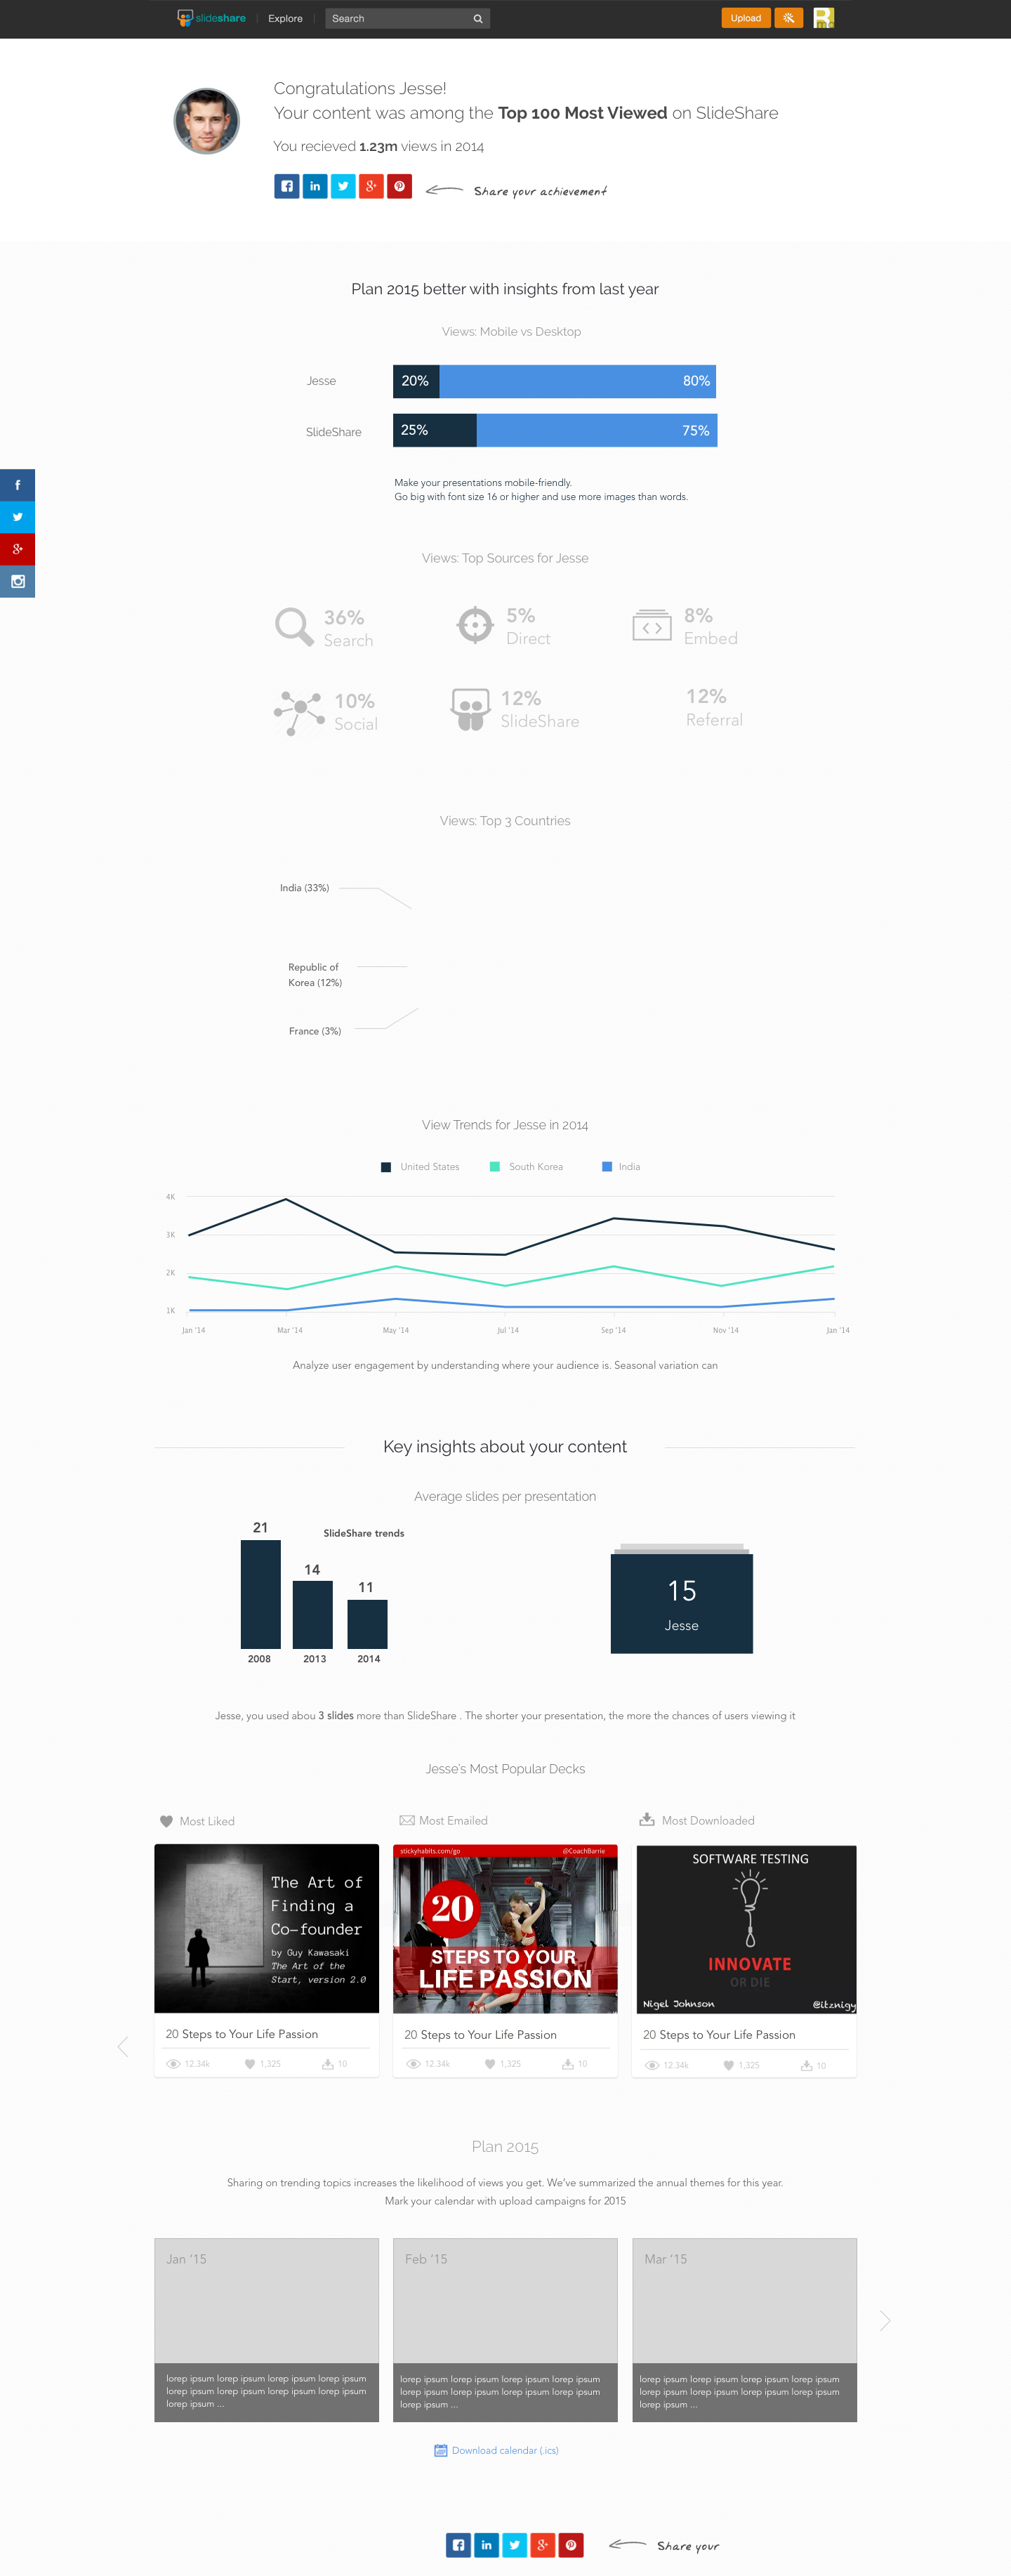 slideshare
Explore
Search
Upload
Congratulations Jesse!
Your content was among the Top 100 Most Viewed on SlideShare
You recieved 1.23m views in 2014
Share your achievement
Plan 2015 better with insights from last year
Views: Mobile vs Desktop
Jesse 20% 80%
SlideShare 25% 75%
Make your presentations mobile-friendly.
Go big with font size 16 or higher and use more images than words.
Views: Top Sources for Jesse
36% 5% 8%
Search Direct Embed
10% 12% 12%
Social SlideShare Referral
Views: Top 3 Countries
India (33%)
Republic of
Korea (12%)
France (3%)
View Trends for Jesse in 2014
United States South Korea India
4K
3K
2K
1K
Jan '14 Mar '14 May '14 Jul '14 Sep '14 Nov '14 Jan '14
Analyze user engagement by understanding where your audience is. Seasonal variation can
Key insights about your content
Average slides per presentation
SlideShare trends
21
14
11
2008 2013 2014
15
Jesse
Jesse, you used abou 3 slides more than SlideShare . The shorter your presentation, the more the chances of users viewing it
Jesse's Most Popular Decks
Most Liked
The Art of
Finding a
Co-founder
by Guy Kawasaki
The Art of the
Start, version 2.0
20 Steps to Your Life Passion
12.34k 1,325 10
Most Emailed
stickyhabits.com/go @CoachBarrie
20
STEPS TO YOUR
LIFE PASSION
20 Steps to Your Life Passion
12.34k 1,325 10
Most Downloaded
SOFTWARE TESTING
INNOVATE
OR DIE
Nigel Johnson @itznigy
20 Steps to Your Life Passion
12.34k 1,325 10
Plan 2015
Sharing on trending topics increases the likelihood of views you get. We've summarized the annual themes for this year.
Mark your calendar with upload campaigns for 2015
Jan '15
lorep ipsum lorep ipsum lorep ipsum lorep ipsum
lorep ipsum lorep ipsum lorep ipsum lorep ipsum
lorep ipsum ...
Feb '15
lorep ipsum lorep ipsum lorep ipsum lorep ipsum
lorep ipsum lorep ipsum lorep ipsum lorep ipsum
lorep ipsum ...
Mar '15
lorep ipsum lorep ipsum lorep ipsum lorep ipsum
lorep ipsum lorep ipsum lorep ipsum lorep ipsum
lorep ipsum ...
Download calendar (.ics)
Share your